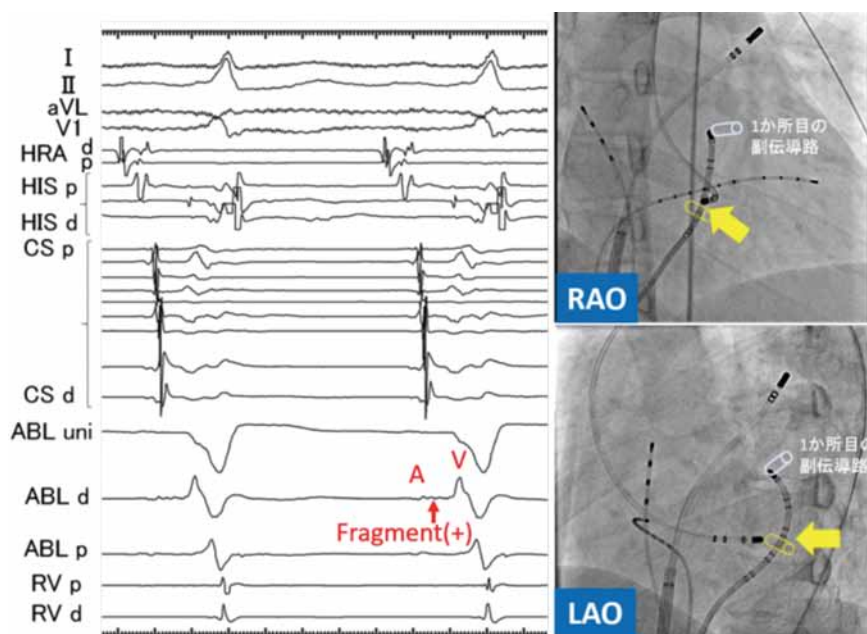 I
II
aVL
V1
HRA d
p
HIS p
HIS d
CS p
CS d
ABL uni
ABL d
ABL p
RV p
RV d
A
V
Fragment(+)
1か所目の
副伝導路
RAO
1か所目の
副伝導路
LAO